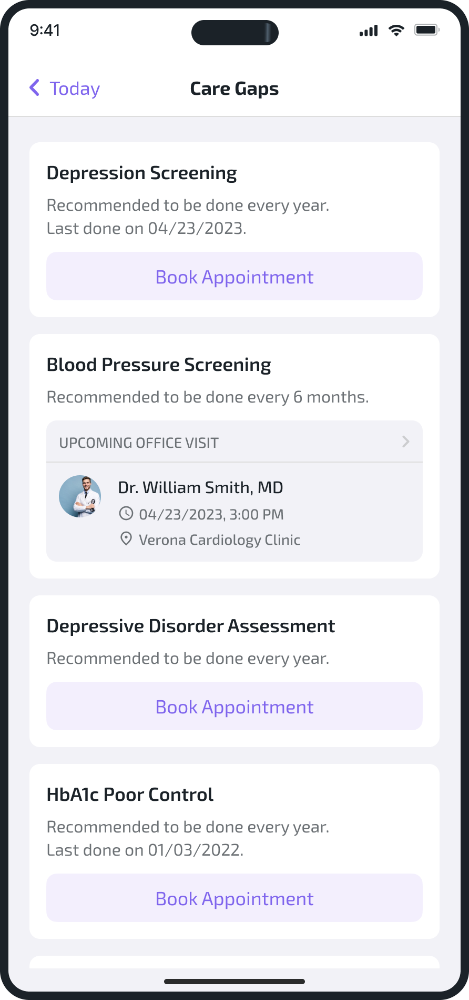 9:41
Today
Care Gaps
Depression Screening
Recommended to be done every year.
Last done on 04/23/2023.
Book Appointment
Blood Pressure Screening
Recommended to be done every 6 months.
UPCOMING OFFICE VISIT
Dr. William Smith, MD
04/23/2023, 3:00 PM
Verona Cardiology Clinic
Depressive Disorder Assessment
Recommended to be done every year.
Book Appointment
HbA1c Poor Control
Recommended to be done every year.
Last done on 01/03/2022.
Book Appointment